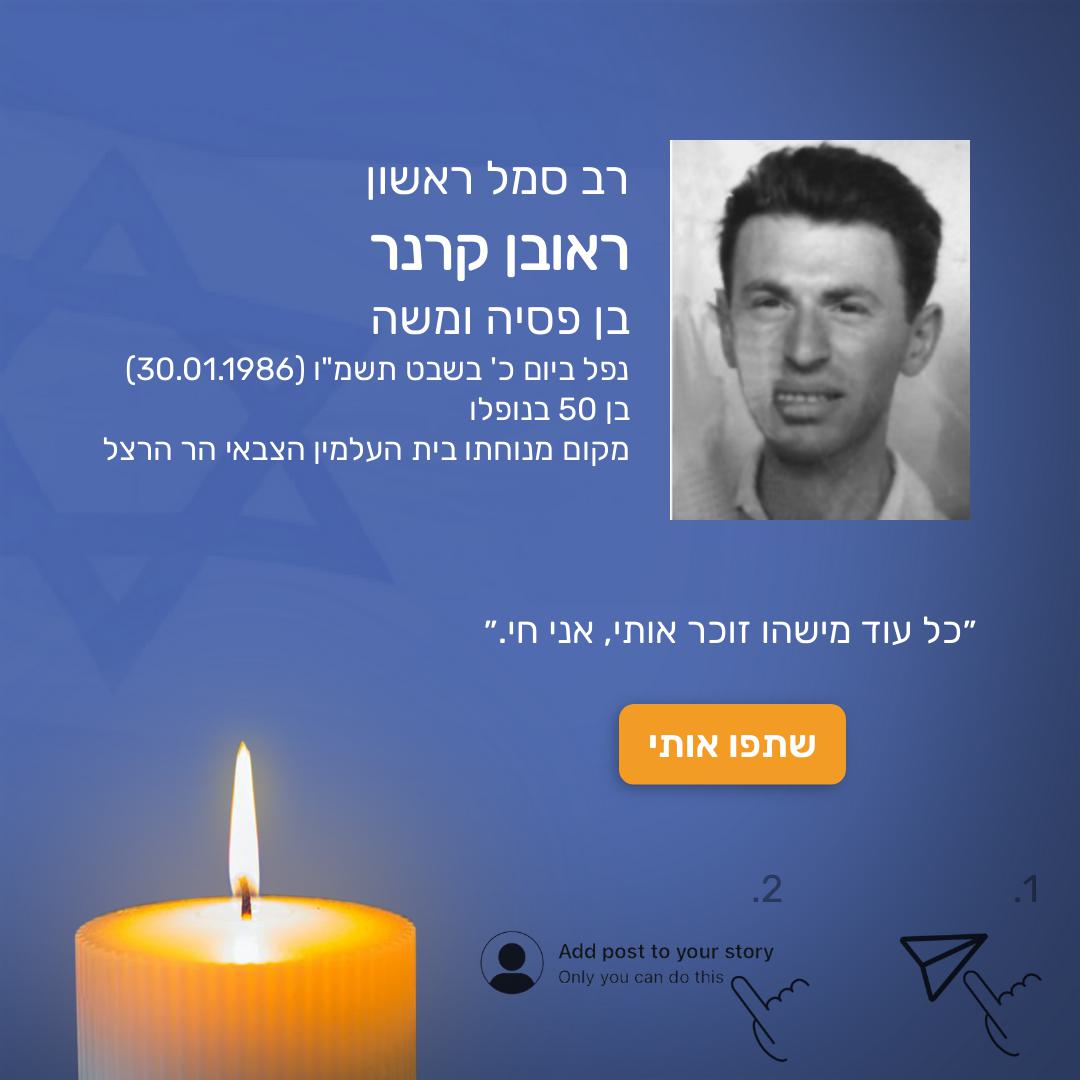 רב סמל ראשון
ראובן קרנר
בן פסיה ומשה
נפל ביום כ' בשבט תשמ"ו (30.01.1986)
בן 50 בנופלו
מקום מנוחתו בית העלמין הצבאי הר הרצל
״כל עוד מישהו זוכר אותי, אני חי.״
שתפו אותי
.1
.2
Add post to your story
Only you can do this